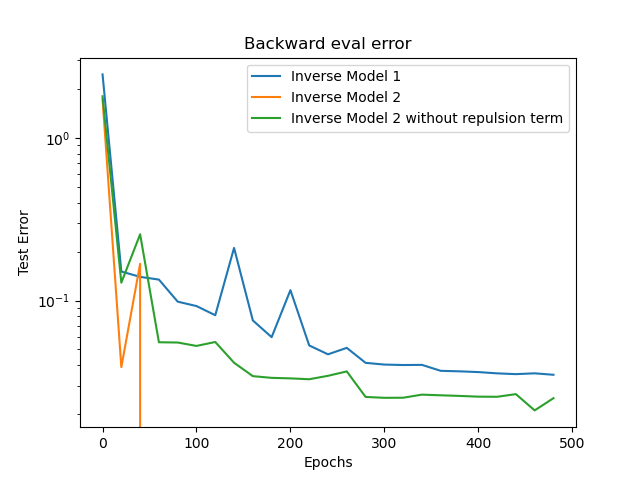 Backward eval error
Inverse Model 1
Inverse Model 2
Inverse Model 2 without repulsion term
Test Error
10⁰
10⁻¹
0 100 200 300 400 500
Epochs